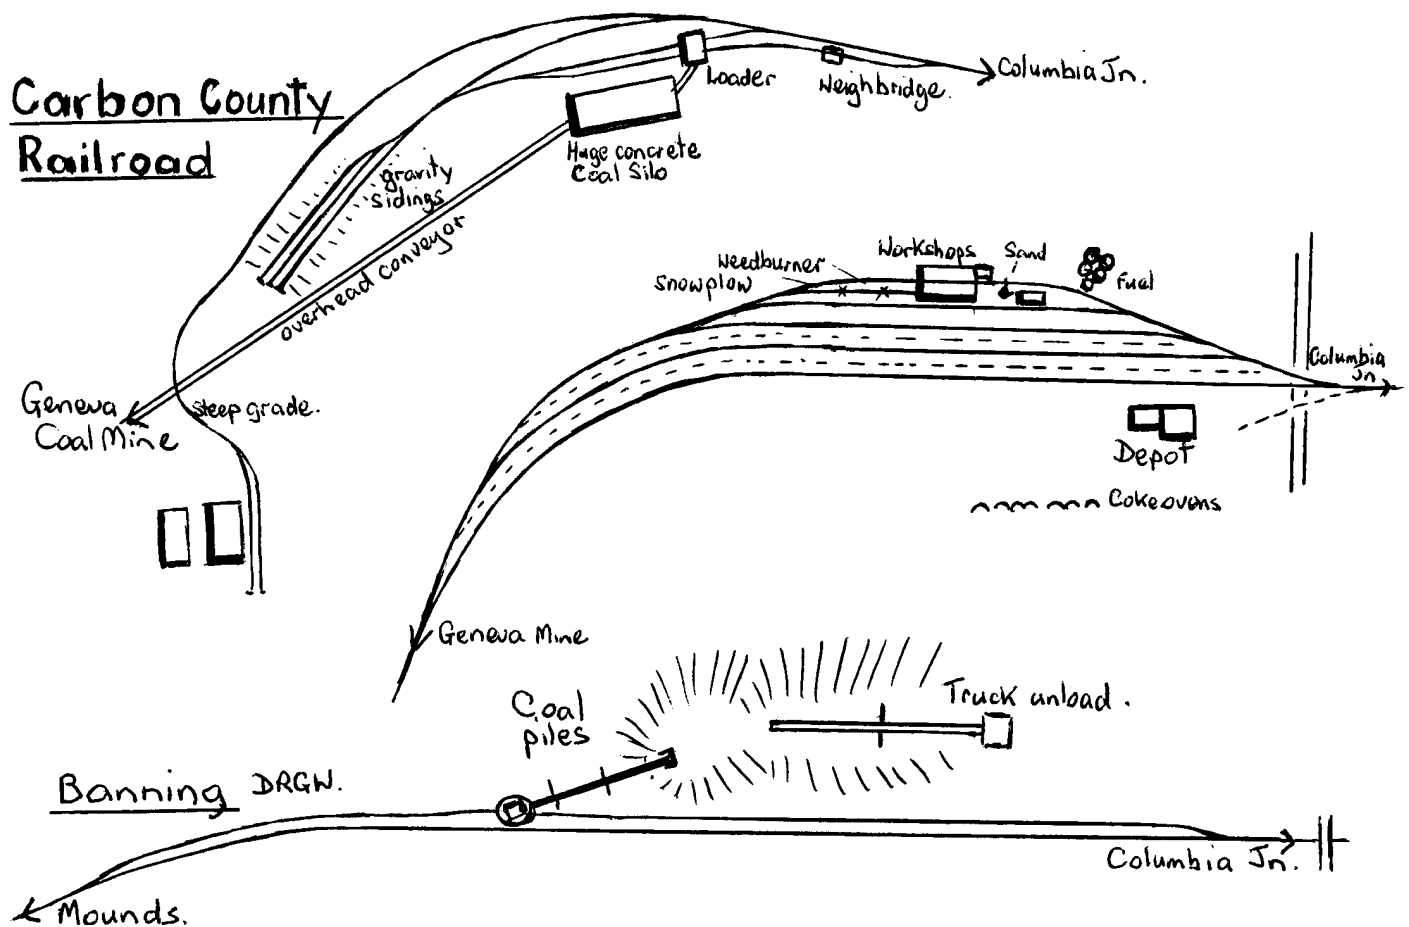 Carbon County
Railroad
Loader
Weighbridge.
Columbia Jn.
Huge concrete
Coal Silo
gravity
sidings
overhead conveyor
Geneva
Coal Mine
steep grade.
Weedburner
Snowplow
Workshops
Sand
Fuel
Columbia
Jn
Depot
Cokeovens
Geneva Mine
Coal
piles
Truck unload.
Banning DRGW.
Columbia Jn.
Mounds.